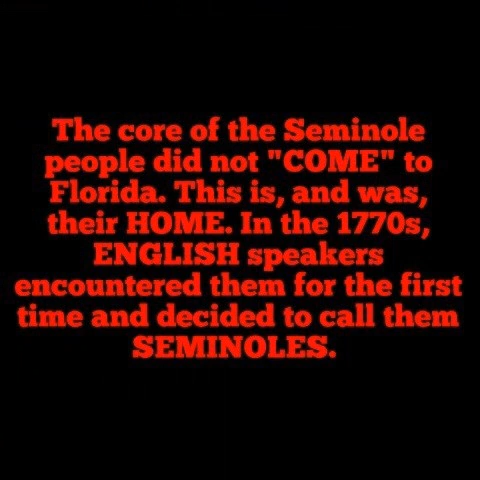 The core of the Seminole
people did not "COME" to
Florida. This is, and was,
their HOME. In the 1770s,
ENGLISH speakers
encountered them for the first
time and decided to call them
SEMINOLES.